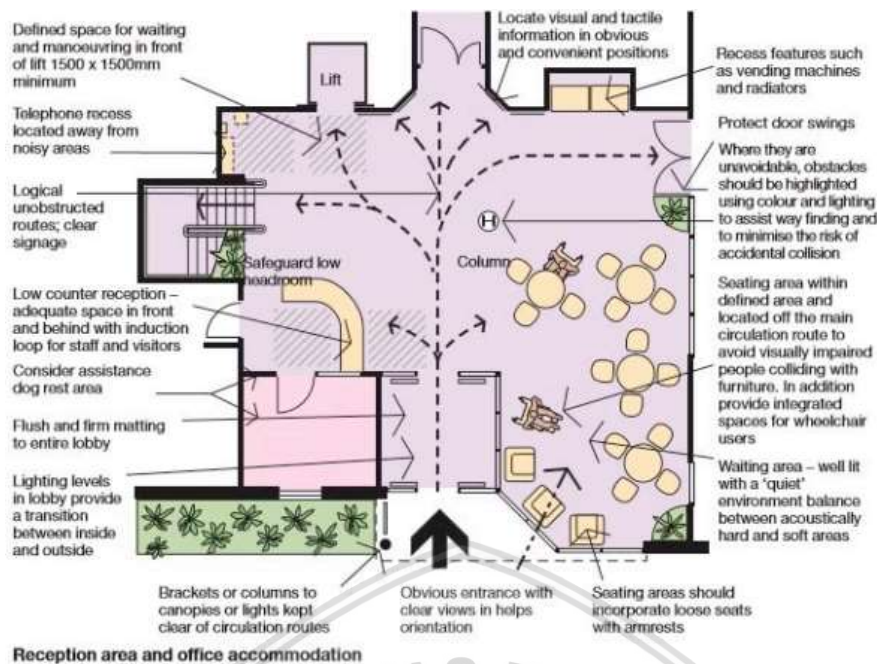 Defined space for waiting
and manoeuvring in front
of lift 1500 x 1500mm
minimum
Telephone recess
located away from
noisy areas
Logical
unobstructed
routes; clear
signage
Low counter reception –
adequate space in front
and behind with induction
loop for staff and visitors
Consider assistance
dog rest area
Flush and firm matting
to entire lobby
Lighting levels
in lobby provide
a transition
between inside
and outside
Lift
Safeguard low
headroom
Column
H
Locate visual and tactile
information in obvious
and convenient positions
Recess features such
as vending machines
and radiators
Protect door swings
Where they are
unavoidable, obstacles
should be highlighted
using colour and lighting
to assist way finding and
to minimise the risk of
accidental collision
Seating area within
defined area and
located off the main
circulation route to
avoid visually impaired
people colliding with
furniture. In addition
provide integrated
spaces for wheelchair
users
Waiting area – well lit
with a ‘quiet’
environment balance
between acoustically
hard and soft areas
Brackets or columns to
canopies or lights kept
clear of circulation routes
Obvious entrance with
clear views in helps
orientation
Seating areas should
incorporate loose seats
with armrests
Reception area and office accommodation